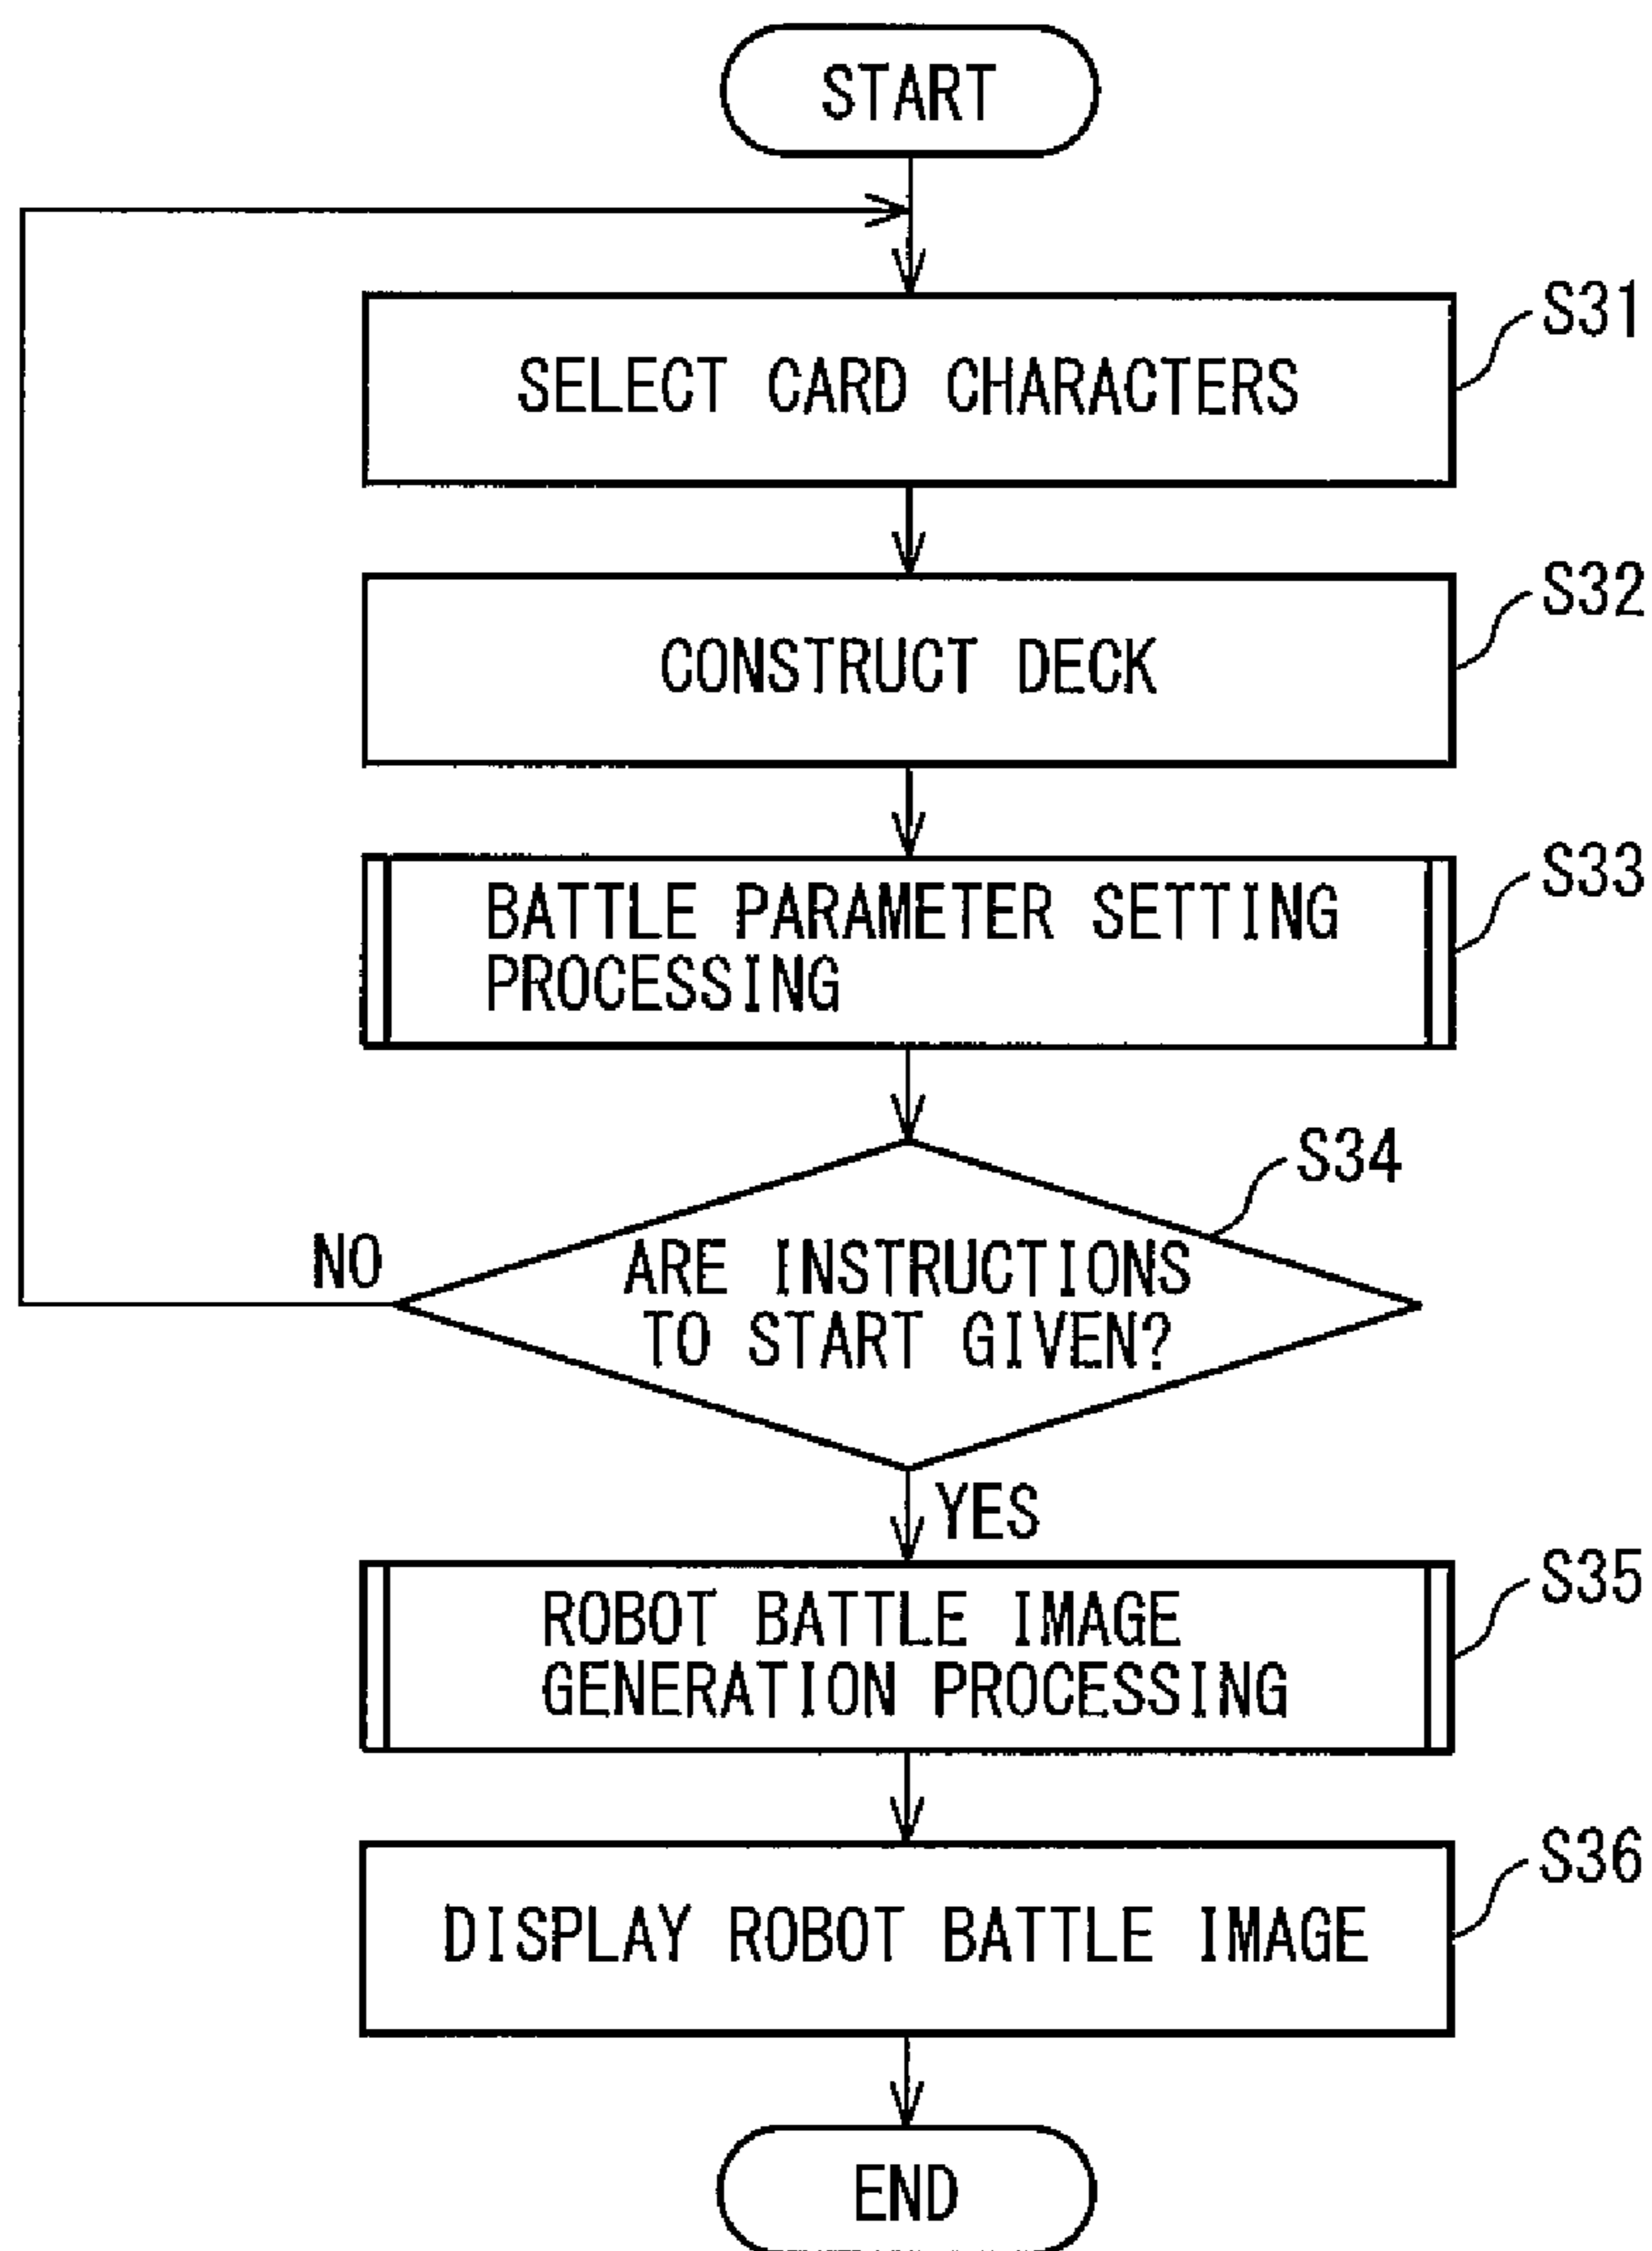 START
S31
SELECT CARD CHARACTERS
S32
CONSTRUCT DECK
S33
BATTLE PARAMETER SETTING
PROCESSING
S34
NO
ARE INSTRUCTIONS
TO START GIVEN?
YES
S35
ROBOT BATTLE IMAGE
GENERATION PROCESSING
S36
DISPLAY ROBOT BATTLE IMAGE
END